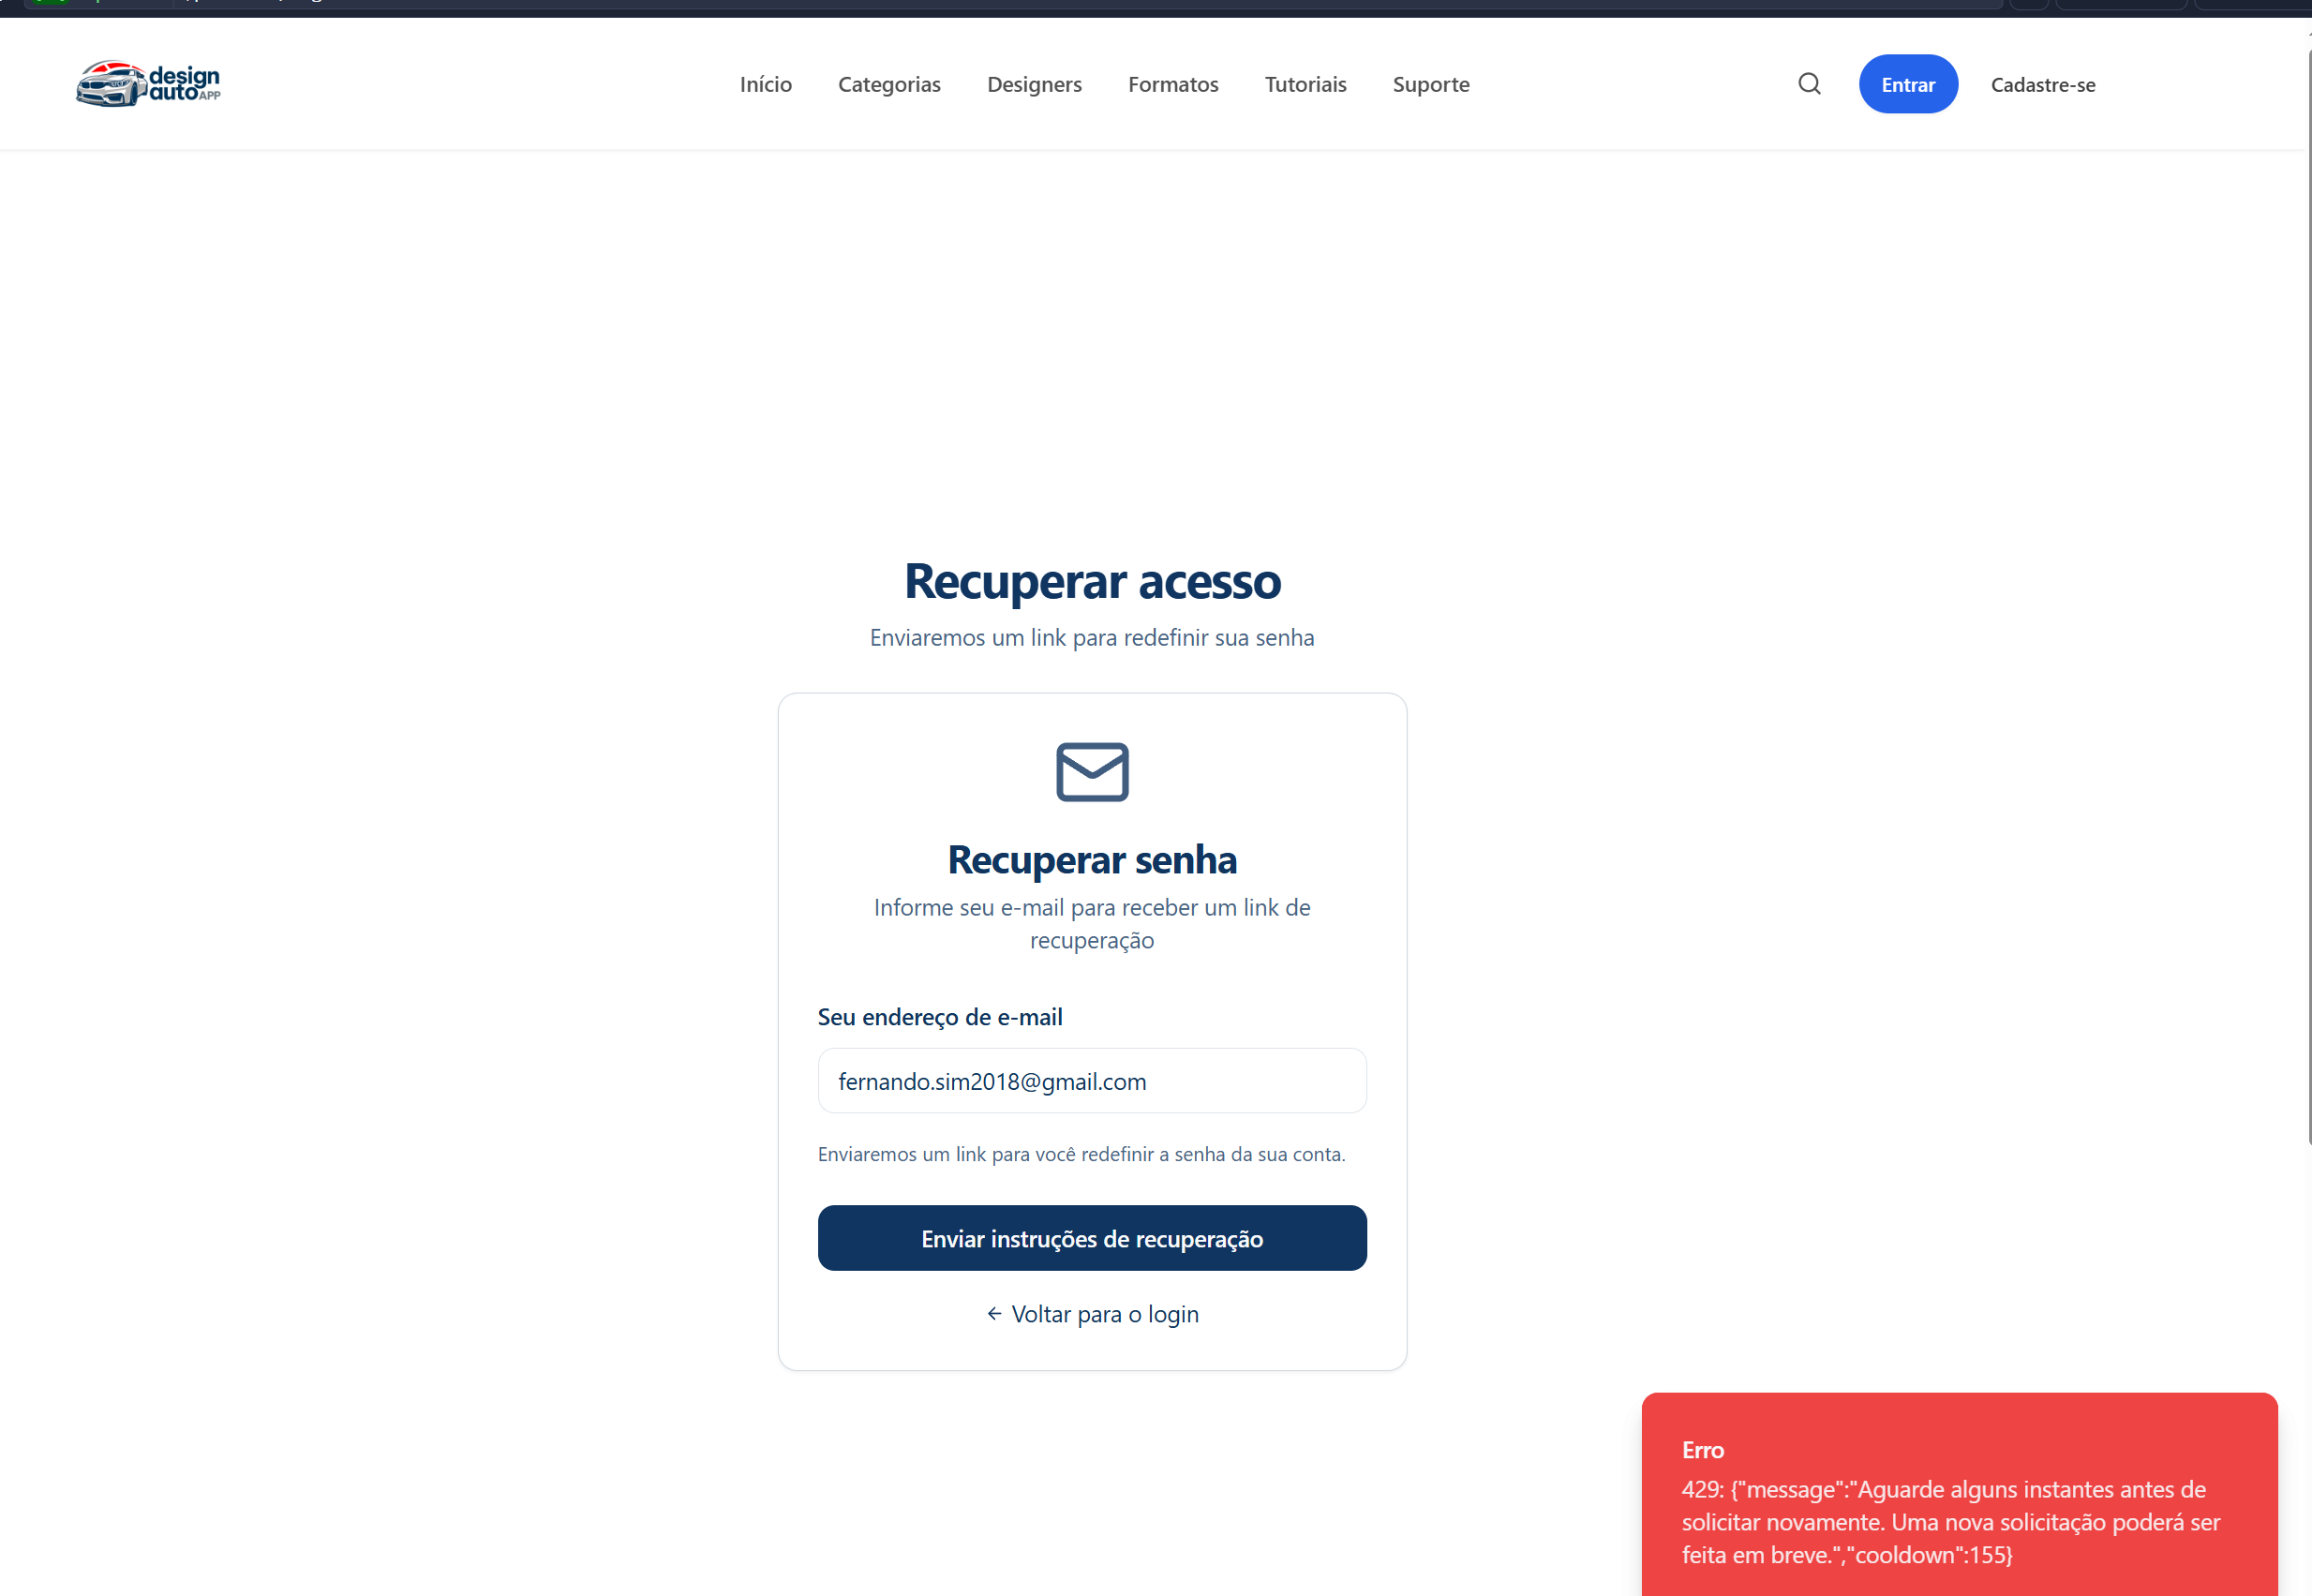 design
autoAPP
Início
Categorias
Designers
Formatos
Tutoriais
Suporte
Entrar
Cadastre-se
Recuperar acesso
Enviaremos um link para redefinir sua senha
Recuperar senha
Informe seu e-mail para receber um link de
recuperação
Seu endereço de e-mail
fernando.sim2018@gmail.com
Enviaremos um link para você redefinir a senha da sua conta.
Enviar instruções de recuperação
← Voltar para o login
Erro
429: {"message":"Aguarde alguns instantes antes de
solicitar novamente. Uma nova solicitação poderá ser
feita em breve.","cooldown":155}